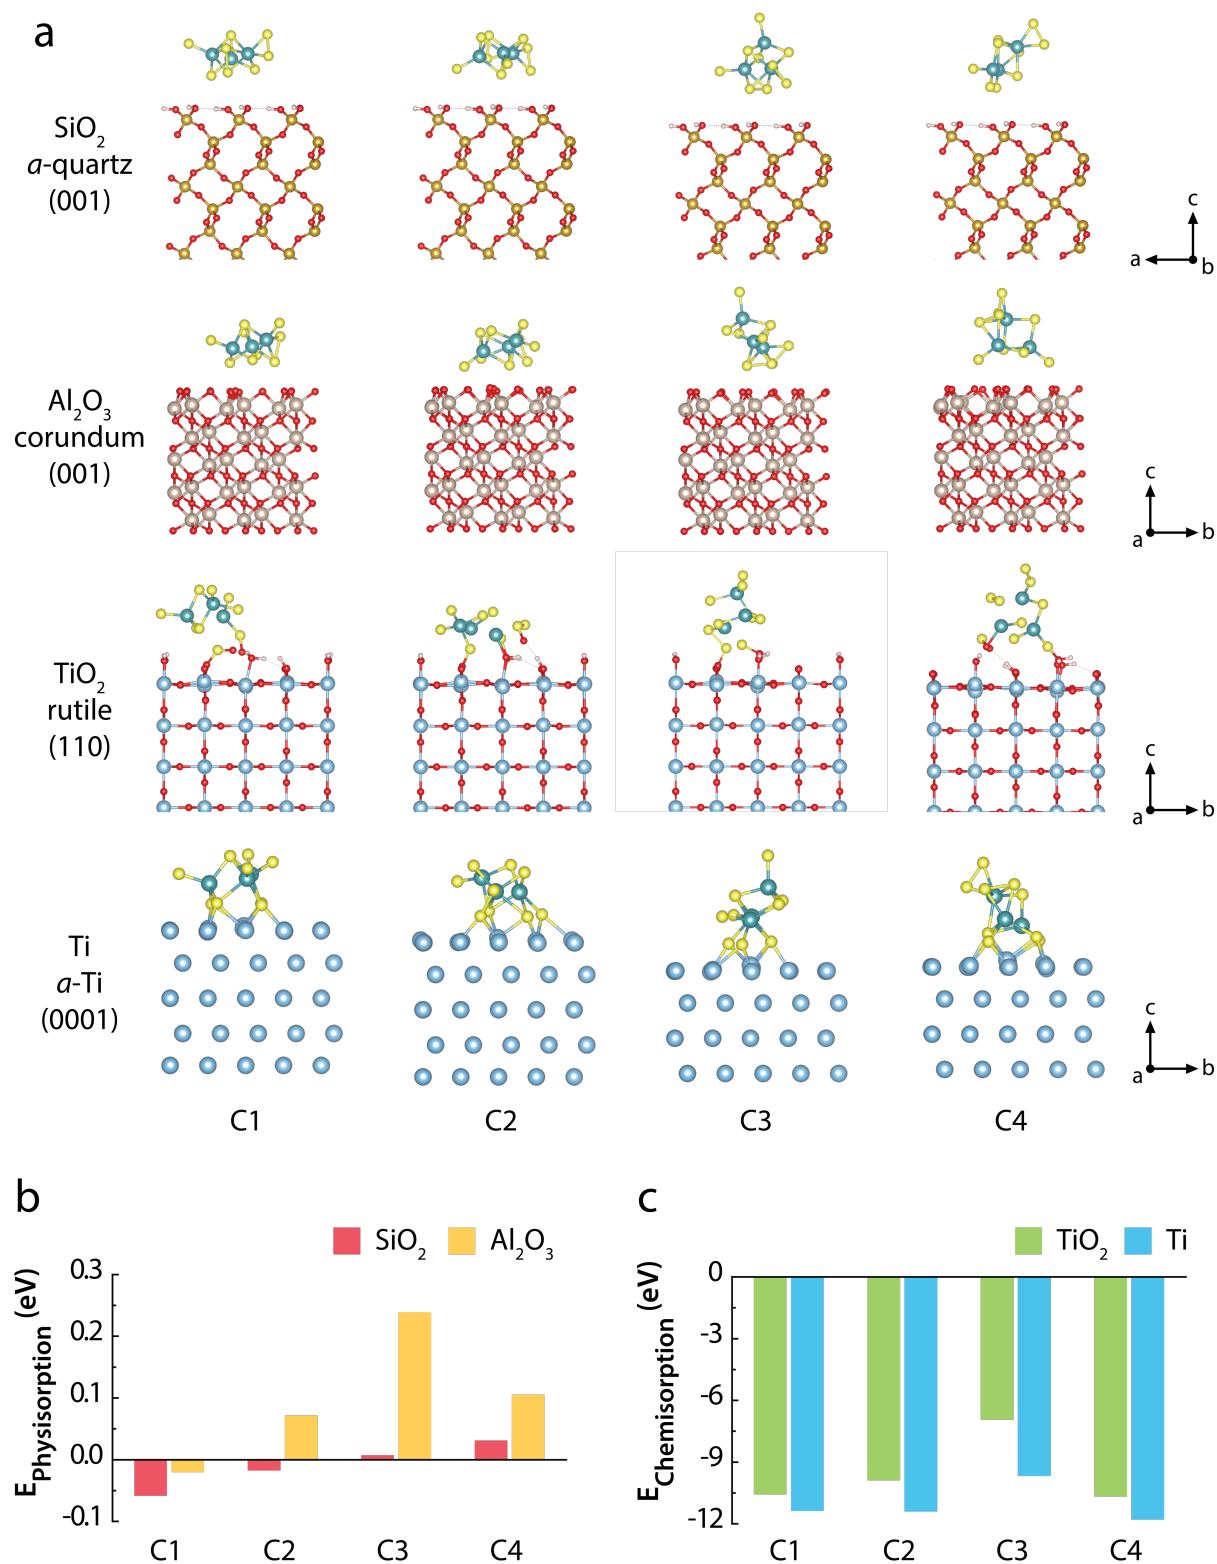 a
SiO2
a-quartz
(001)
c
a
b
Al2O3
corundum
(001)
c
a
b
TiO2
rutile
(110)
c
a
b
Ti
a-Ti
(0001)
c
a
b
C1 C2 C3 C4
b
SiO2 Al2O3
EPhysisorption (eV)
0.3
0.2
0.1
0.0
-0.1
C1 C2 C3 C4
c
TiO2 Ti
EChemisorption (eV)
0
-3
-6
-9
-12
C1 C2 C3 C4